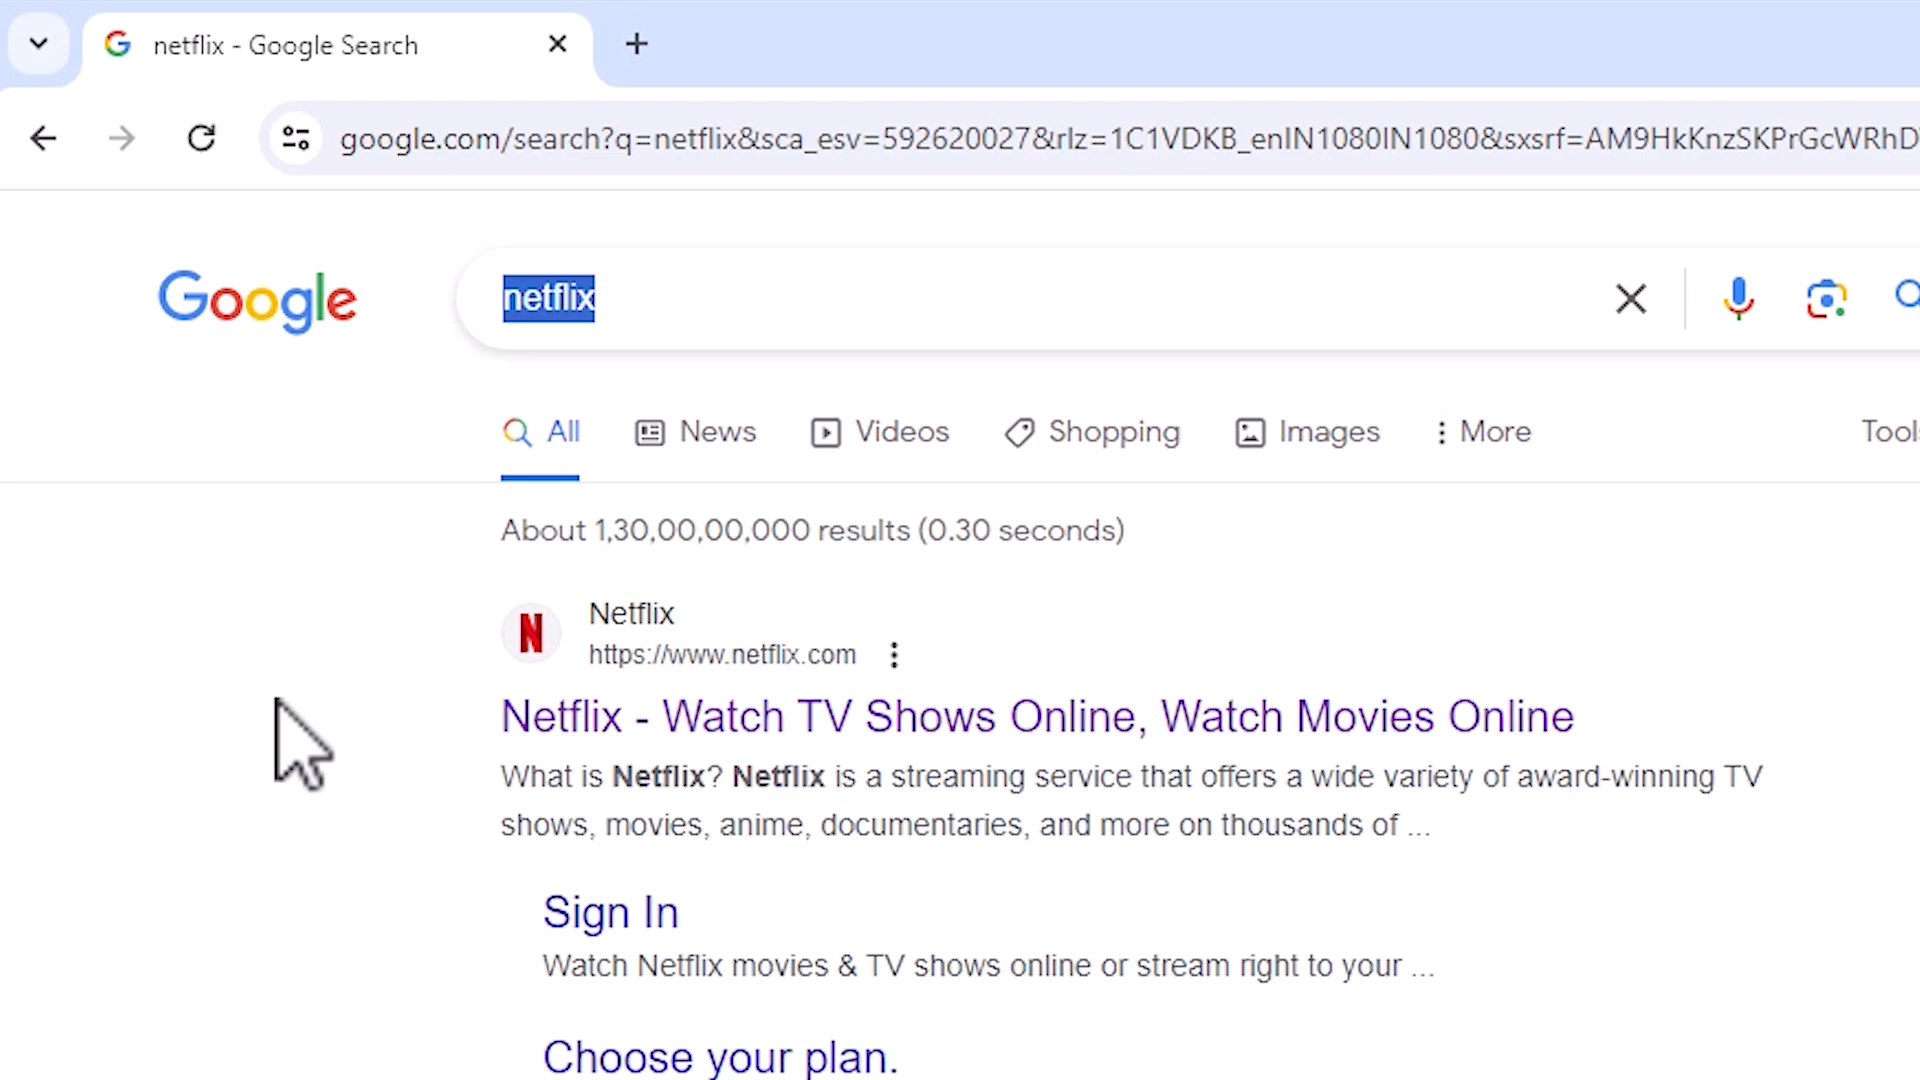 netflix - Google Search
google.com/search?q=netflix&sca_esv=592620027&rlz=1C1VDKB_enIN1080IN1080&sxsrf=AM9HkKnzSKPrGcWRhD
Google
netflix
All
News
Videos
Shopping
Images
More
Tools
About 1,30,00,00,000 results (0.30 seconds)
N
Netflix
https://www.netflix.com
Netflix - Watch TV Shows Online, Watch Movies Online
What is Netflix? Netflix is a streaming service that offers a wide variety of award-winning TV
shows, movies, anime, documentaries, and more on thousands of ...
Sign In
Watch Netflix movies & TV shows online or stream right to your ...
Choose your plan.